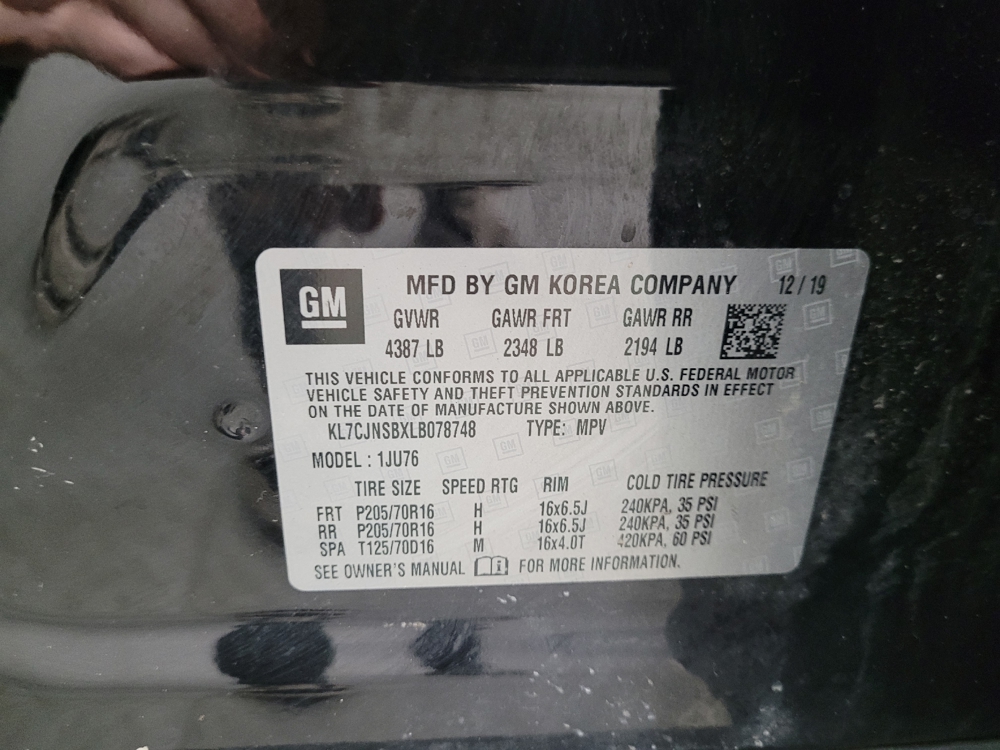 GM
MFD BY GM KOREA COMPANY 12 / 19
GVWR GAWR FRT GAWR RR
4387 LB 2348 LB 2194 LB
THIS VEHICLE CONFORMS TO ALL APPLICABLE U.S. FEDERAL MOTOR
VEHICLE SAFETY AND THEFT PREVENTION STANDARDS IN EFFECT
ON THE DATE OF MANUFACTURE SHOWN ABOVE.
KL7CJNSBXLB078748 TYPE: MPV
MODEL : 1JU76
TIRE SIZE SPEED RTG RIM COLD TIRE PRESSURE
FRT P205/70R16 H 16x6.5J 240KPA, 35 PSI
RR P205/70R16 H 16x6.5J 240KPA, 35 PSI
SPA T125/70D16 M 16x4.0T 420KPA, 60 PSI
SEE OWNER'S MANUAL FOR MORE INFORMATION.